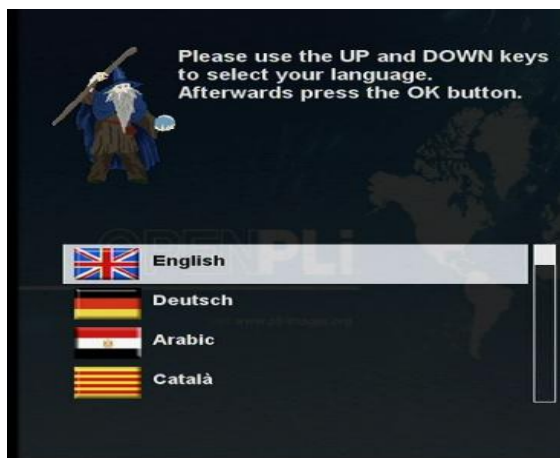 Please use the UP and DOWN keys
to select your language.
Afterwards press the OK button.
OPENPLi
English
Deutsch
Arabic
Català